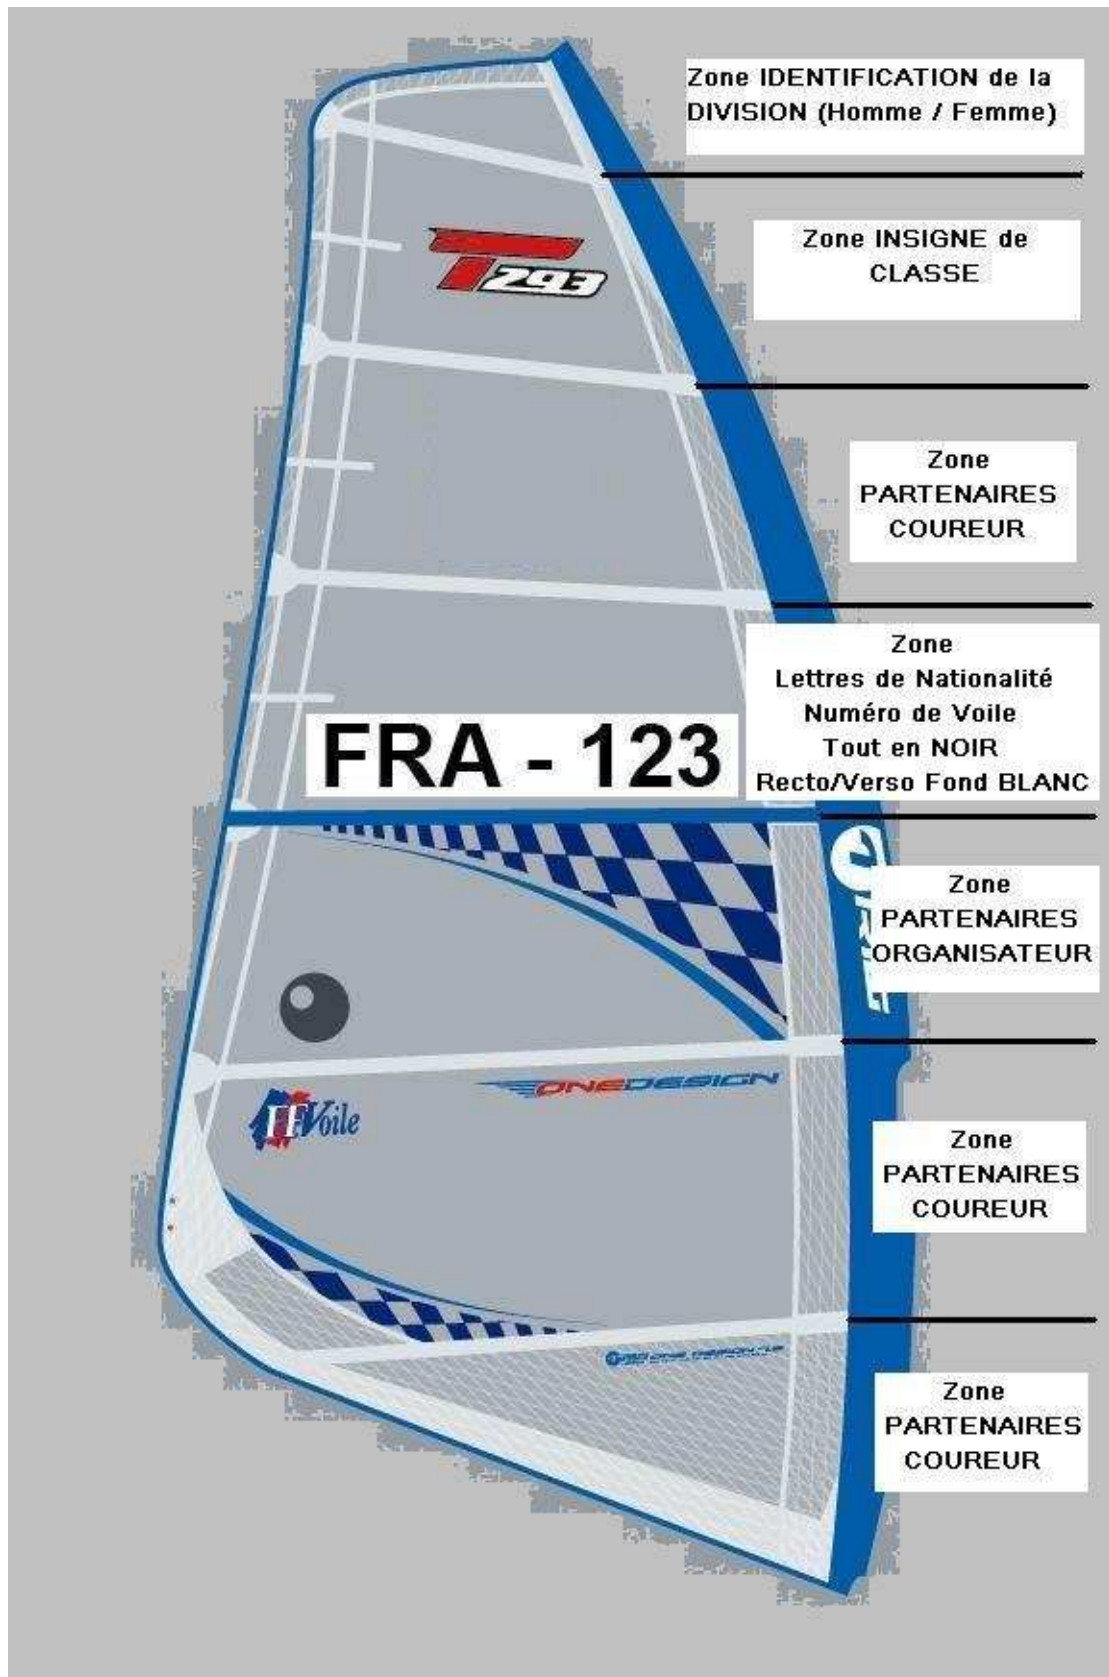 Zone IDENTIFICATION de la
DIVISION (Homme / Femme)
T293
Zone INSIGNE de
CLASSE
Zone
PARTENAIRES
COUREUR
Zone
Lettres de Nationalité
Numéro de Voile
Tout en NOIR
Recto/Verso Fond BLANC
FRA - 123
Zone
PARTENAIRES
ORGANISATEUR
ONEDESIGN
FFVoile
Zone
PARTENAIRES
COUREUR
Zone
PARTENAIRES
COUREUR